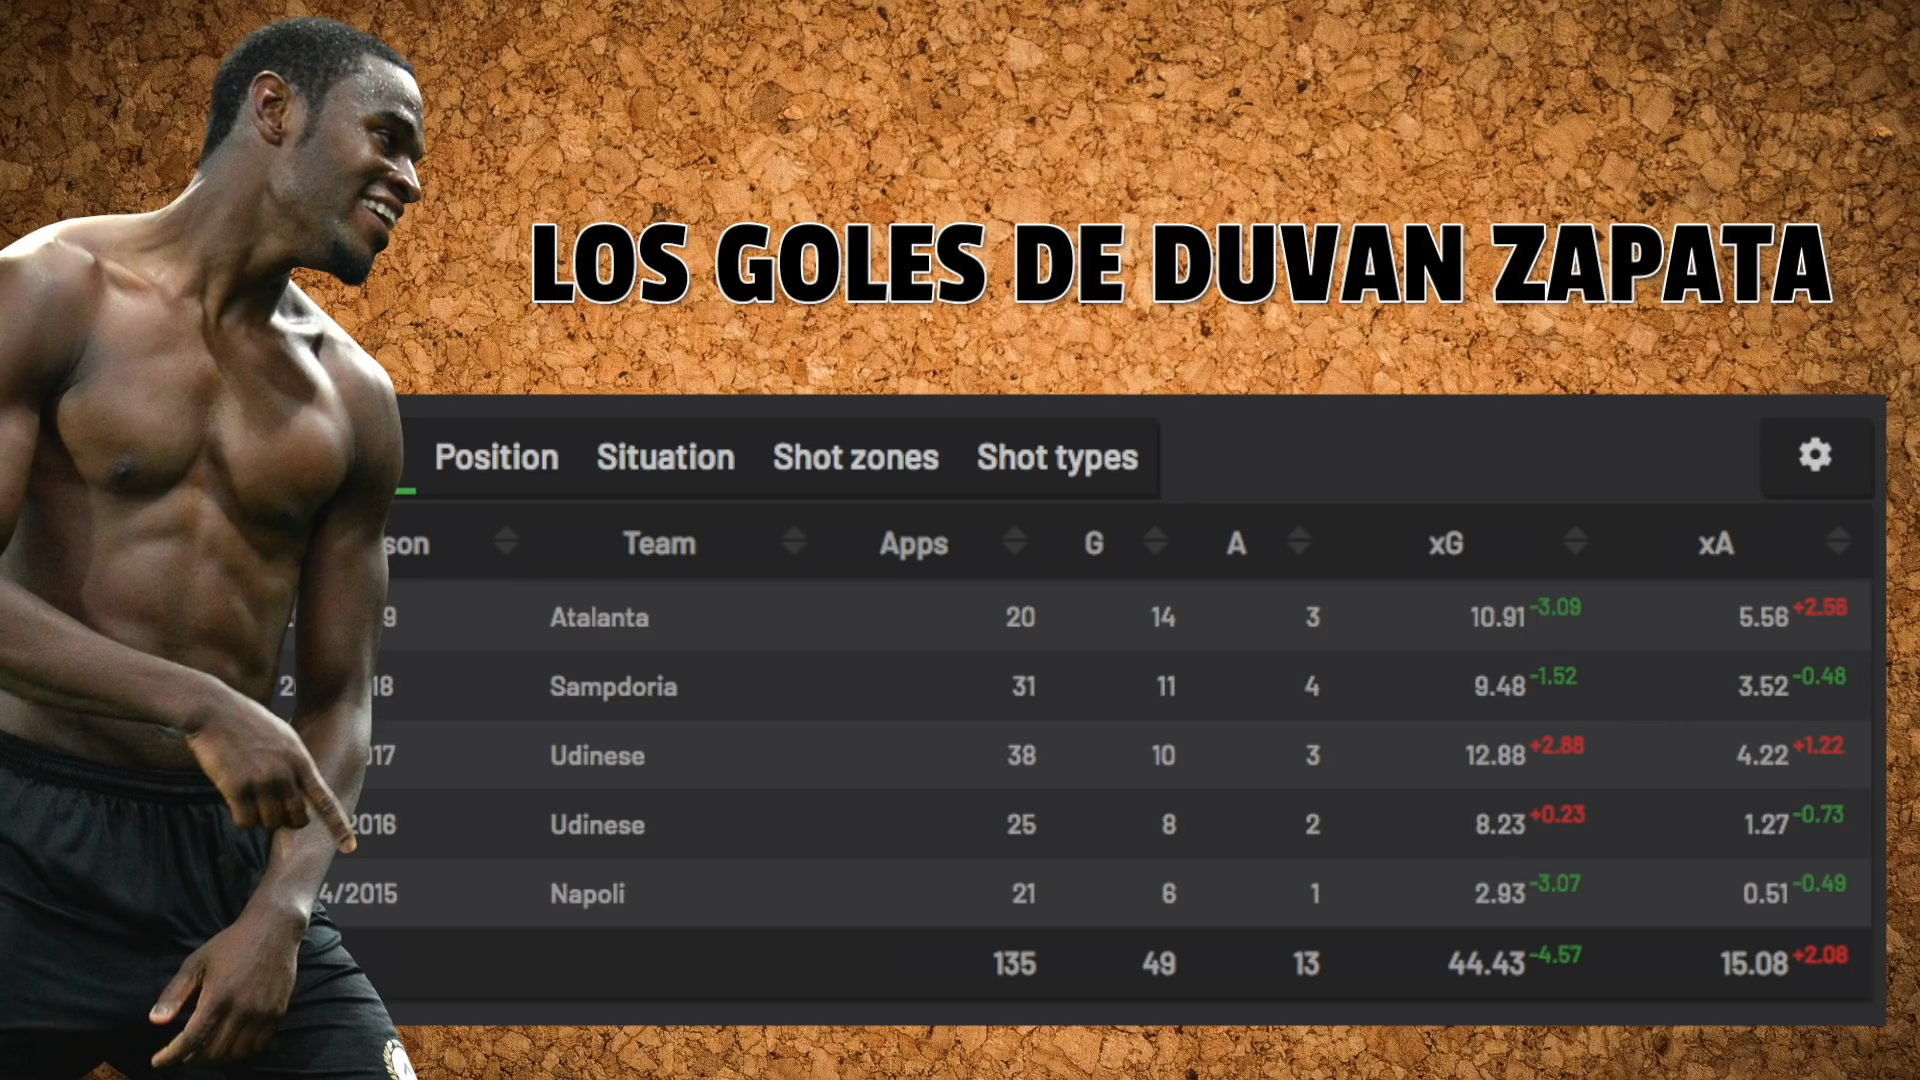 LOS GOLES DE DUVAN ZAPATA
Position Situation Shot zones Shot types
Team Apps G A xG xA
Atalanta 20 14 3 10.91 -3.09 5.56 +2.56
Sampdoria 31 11 4 9.48 -1.52 3.52 -0.48
Udinese 38 10 3 12.88 +2.88 4.22 +1.22
2016 Udinese 25 8 2 8.23 +0.23 1.27 -0.73
4/2015 Napoli 21 6 1 2.93 -3.07 0.51 -0.49
135 49 13 44.43 -4.57 15.08 +2.08